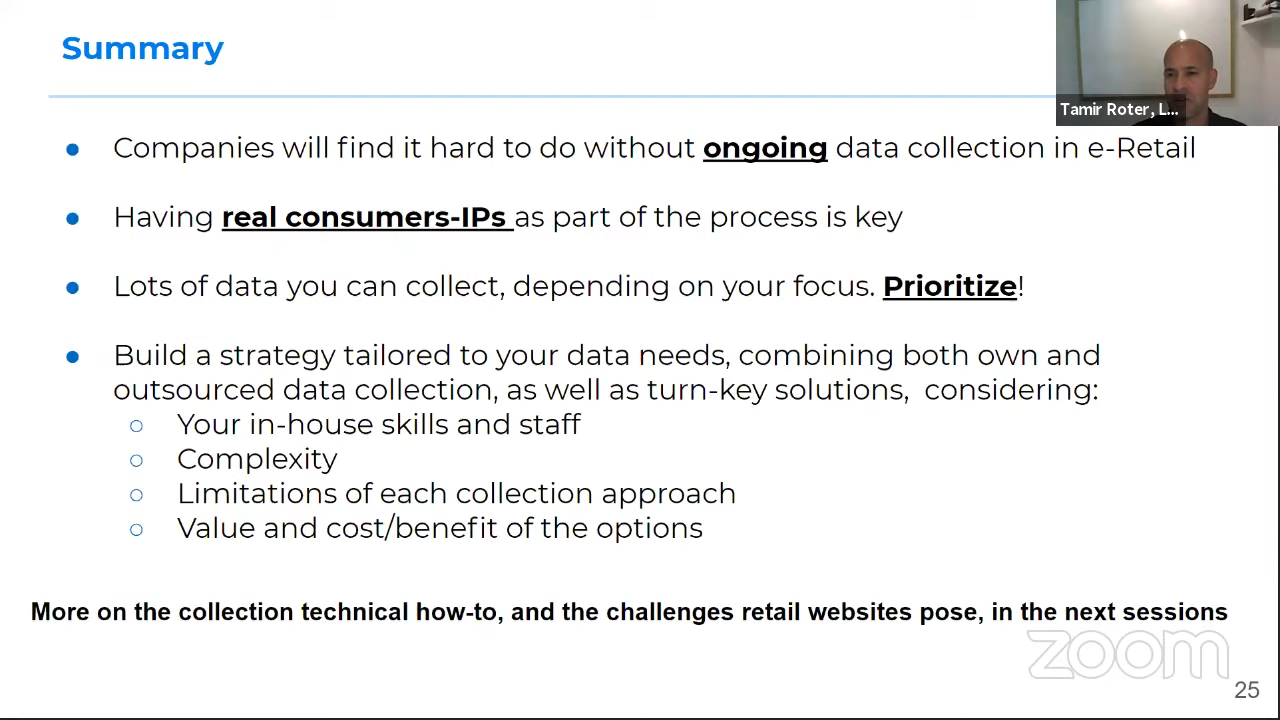 Summary
Tamir Roter, L...
● Companies will find it hard to do without ongoing data collection in e-Retail
● Having real consumers-IPs as part of the process is key
● Lots of data you can collect, depending on your focus. Prioritize!
● Build a strategy tailored to your data needs, combining both own and
outsourced data collection, as well as turn-key solutions, considering:
○ Your in-house skills and staff
○ Complexity
○ Limitations of each collection approach
○ Value and cost/benefit of the options
More on the collection technical how-to, and the challenges retail websites pose, in the next sessions
zoom
25